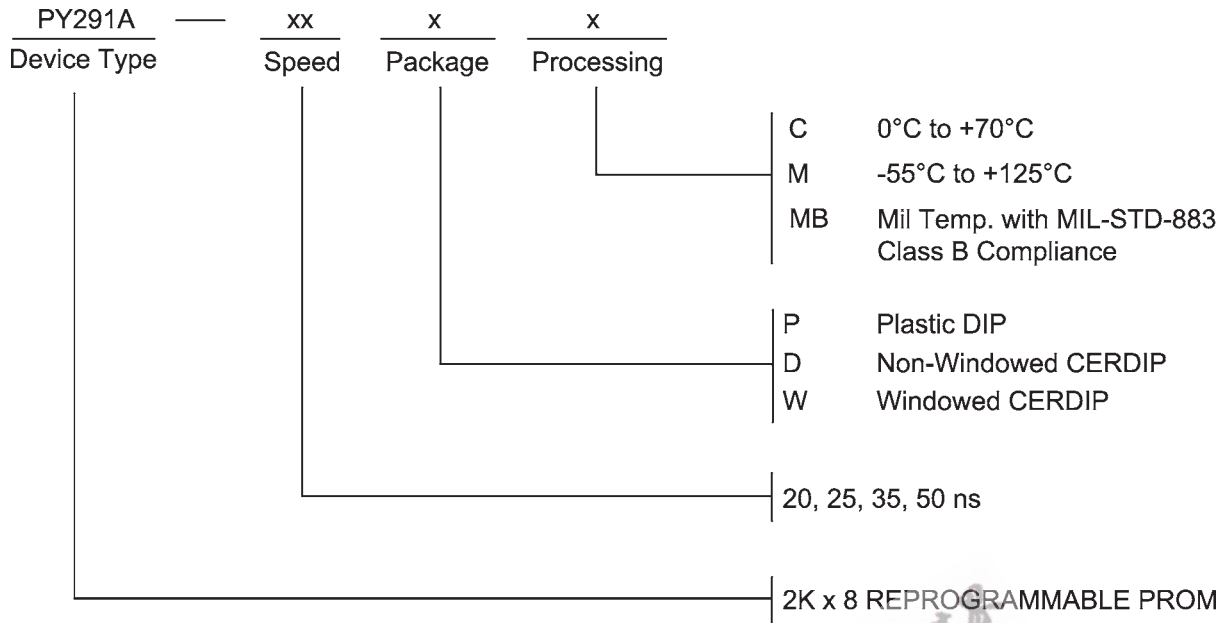 PY291A — xx x x
Device Type Speed Package Processing
C 0°C to +70°C
M -55°C to +125°C
MB Mil Temp. with MIL-STD-883
Class B Compliance
P Plastic DIP
D Non-Windowed CERDIP
W Windowed CERDIP
20, 25, 35, 50 ns
2K x 8 REPROGRAMMABLE PROM